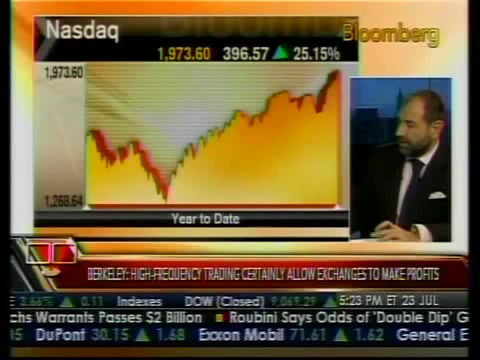 Nasdaq
Bloomberg
1,973.60 396.57 ▲ 25.15%
1,973.60
1,268.64
Year to Date
BERKELEY: HIGH-FREQUENCY TRADING CERTAINLY ALLOW EXCHANGES TO MAKE PROFITS
E 3.66% ▲ 0.11 Indexes DOW (Closed) 9,069.29 ▲ 5:23 PM ET 23 JUL
chs Warrants Passes $2 Billion Roubini Says Odds of 'Double Dip' G
05 DuPont 30.15 ▲ 1.68 Exxon Mobil 71.61 ▲ 1.62 General E